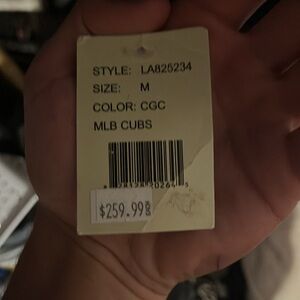 STYLE: LA825234
SIZE: M
COLOR: CGC
MLB CUBS
$259.99